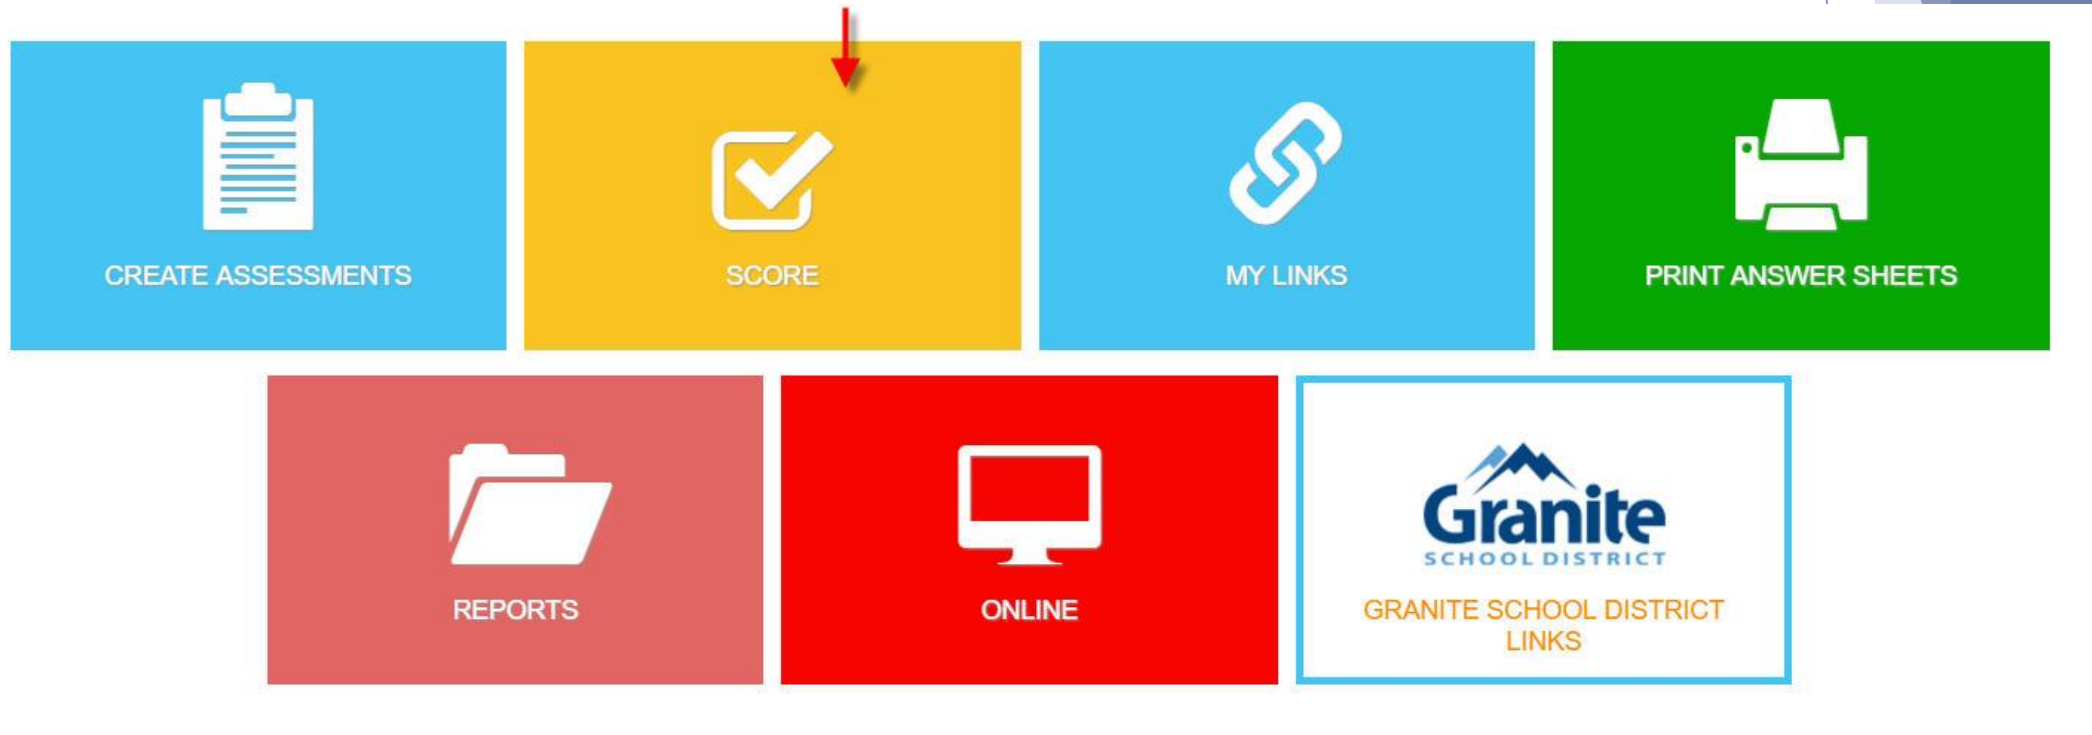 CREATE ASSESSMENTS
SCORE
MY LINKS
PRINT ANSWER SHEETS
REPORTS
ONLINE
Granite
SCHOOL DISTRICT
GRANITE SCHOOL DISTRICT
LINKS